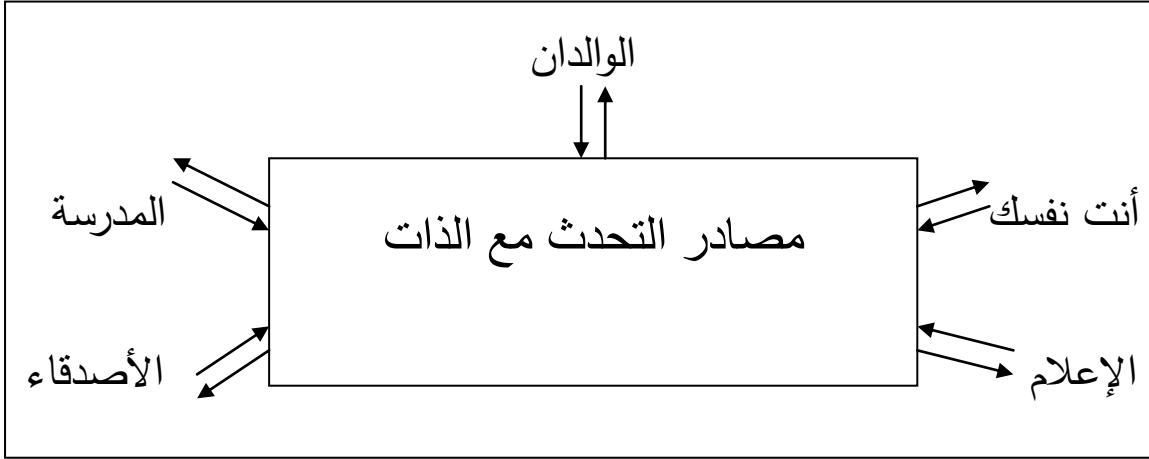 الوالدان
أنت نفسك
المدرسة
مصادر التحدث مع الذات
الإعلام
الأصدقاء